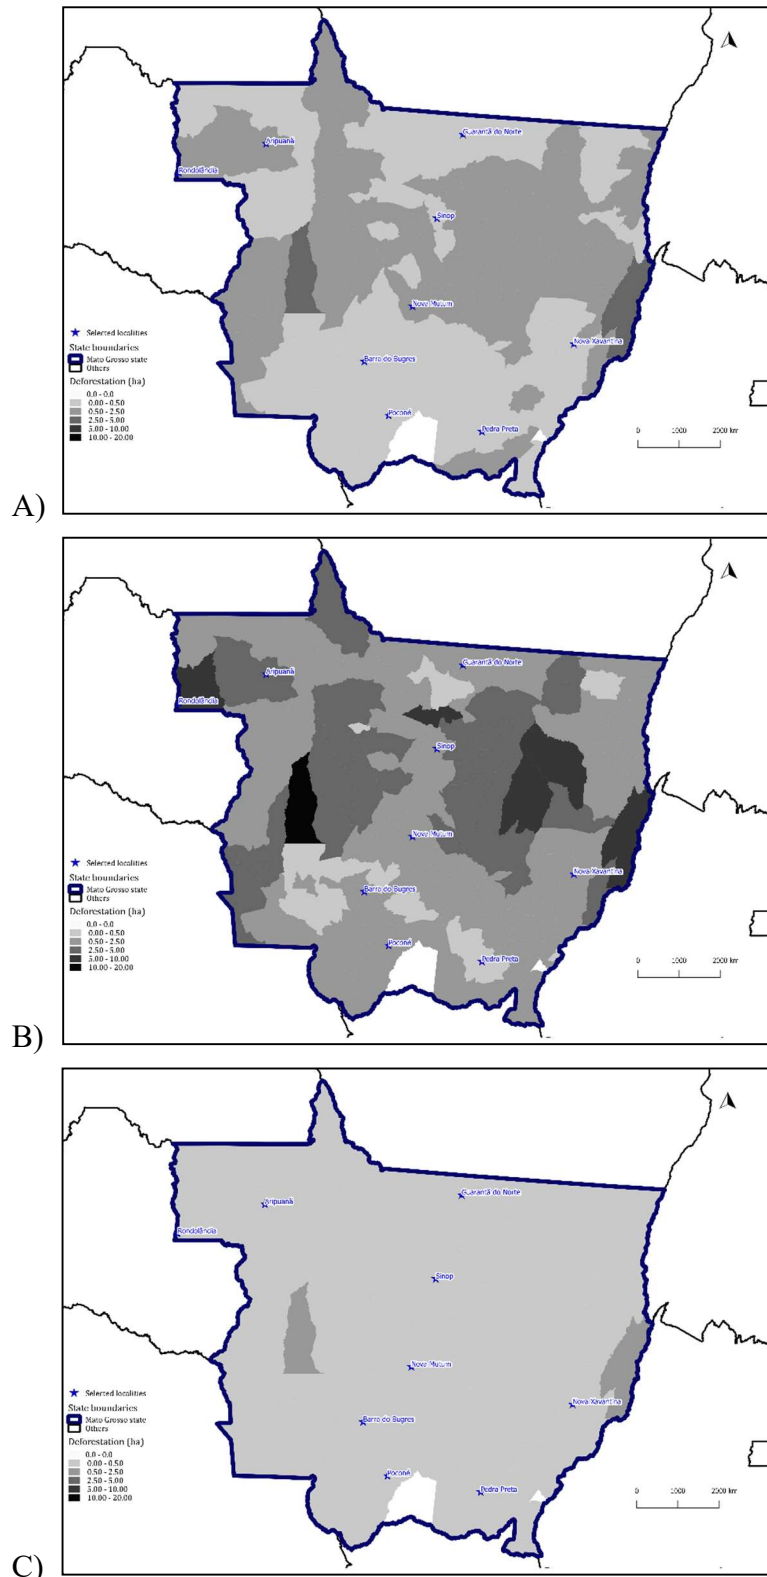 Aripuanã
Guarantã do Norte
Rondolândia
Sinop
Nova Mutum
Selected localities
State boundaries
Mato Grosso state
Others
Nova Xavantina
Barra do Bugres
Deforestation (ha)
0.0 - 0.0
0.00 - 0.50
0.50 - 2.50
2.50 - 5.00
5.00 - 10.00
10.00 - 20.00
Poconé
Pedra Preta
0 1000 2000 km
A)
Guarantã do Norte
Aripuanã
Rondolândia
Sinop
Nova Mutum
Selected localities
State boundaries
Mato Grosso state
Others
Nova Xavantina
Barra do Bugres
Deforestation (ha)
0.0 - 0.0
0.00 - 0.50
0.50 - 2.50
2.50 - 5.00
5.00 - 10.00
10.00 - 20.00
Poconé
Pedra Preta
0 1000 2000 km
B)
Guarantã do Norte
Aripuanã
Rondolândia
Sinop
Nova Mutum
Selected localities
State boundaries
Mato Grosso state
Others
Nova Xavantina
Barra do Bugres
Deforestation (ha)
0.0 - 0.0
0.00 - 0.50
0.50 - 2.50
2.50 - 5.00
5.00 - 10.00
10.00 - 20.00
Poconé
Pedra Preta
0 1000 2000 km
C)